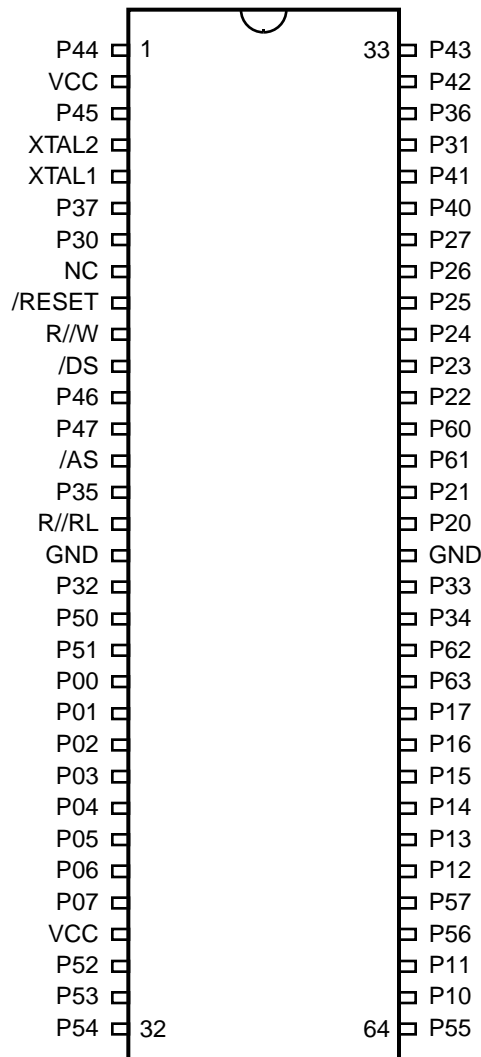 P44 1 33 P43
VCC P42
P45 P36
XTAL2 P31
XTAL1 P41
P37 P40
P30 P27
NC P26
/RESET P25
R//W P24
/DS P23
P46 P22
P47 P60
/AS P61
P35 P21
R//RL P20
GND GND
P32 P33
P50 P34
P51 P62
P00 P63
P01 P17
P02 P16
P03 P15
P04 P14
P05 P13
P06 P12
P07 P57
VCC P56
P52 P11
P53 P10
P54 32 64 P55